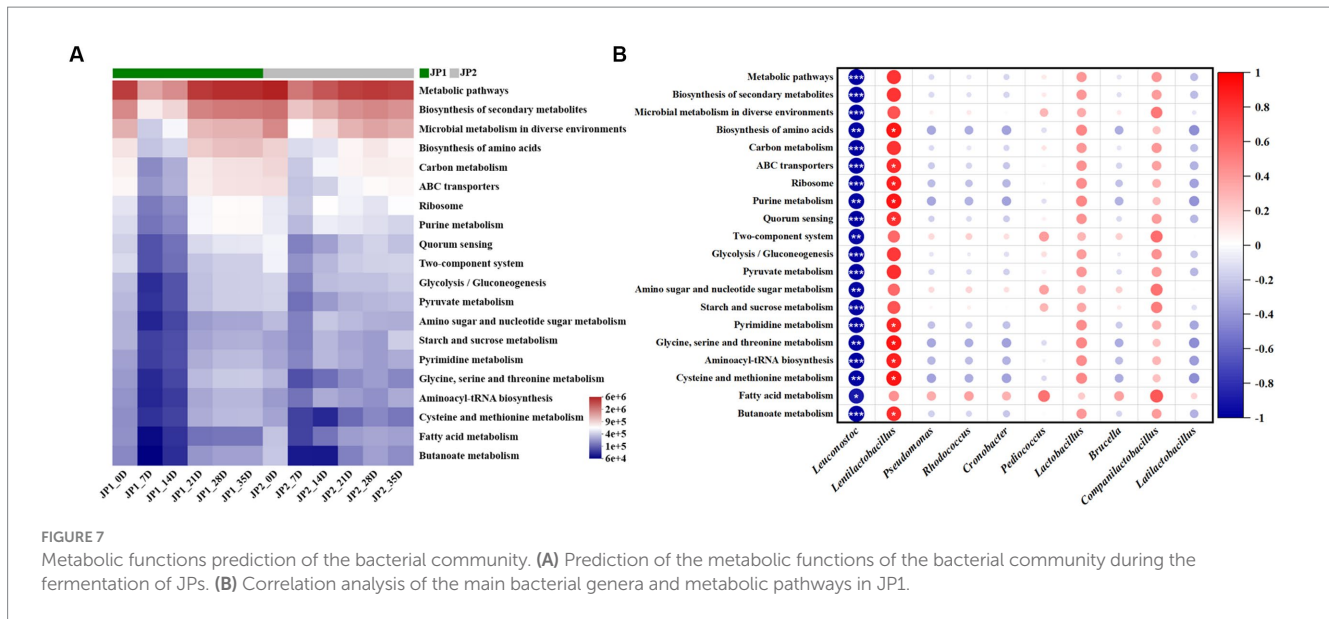 A
JP1 JP2
Metabolic pathways
Biosynthesis of secondary metabolites
Microbial metabolism in diverse environments
Biosynthesis of amino acids
Carbon metabolism
ABC transporters
Ribosome
Purine metabolism
Quorum sensing
Two-component system
Glycolysis / Gluconeogenesis
Pyruvate metabolism
Amino sugar and nucleotide sugar metabolism
Starch and sucrose metabolism
Pyrimidine metabolism
Glycine, serine and threonine metabolism
Aminoacyl-tRNA biosynthesis
Cysteine and methionine metabolism
Fatty acid metabolism
Butanoate metabolism
6e+6
2e+6
9e+5
4e+5
1e+5
6e+4
JP1_0D
JP1_7D
JP1_14D
JP1_21D
JP1_28D
JP1_35D
JP2_0D
JP2_7D
JP2_14D
JP2_21D
JP2_28D
JP2_35D
B
Metabolic pathways ***
Biosynthesis of secondary metabolites ***
Microbial metabolism in diverse environments ***
Biosynthesis of amino acids ** *
Carbon metabolism ***
ABC transporters *** *
Ribosome *** *
Purine metabolism ** *
Quorum sensing *** *
Two-component system **
Glycolysis / Gluconeogenesis ***
Pyruvate metabolism ***
Amino sugar and nucleotide sugar metabolism **
Starch and sucrose metabolism ***
Pyrimidine metabolism *** *
Glycine, serine and threonine metabolism ** *
Aminoacyl-tRNA biosynthesis *** *
Cysteine and methionine metabolism ** *
Fatty acid metabolism *
Butanoate metabolism *** *
Leuconostoc
Lentilactobacillus
Pseudomonas
Rhodococcus
Cronobacter
Pediococcus
Lactobacillus
Brucella
Companilactobacillus
Latilactobacillus
1
0.8
0.6
0.4
0.2
0
-0.2
-0.4
-0.6
-0.8
-1
FIGURE 7
Metabolic functions prediction of the bacterial community. (A) Prediction of the metabolic functions of the bacterial community during the
fermentation of JPs. (B) Correlation analysis of the main bacterial genera and metabolic pathways in JP1.